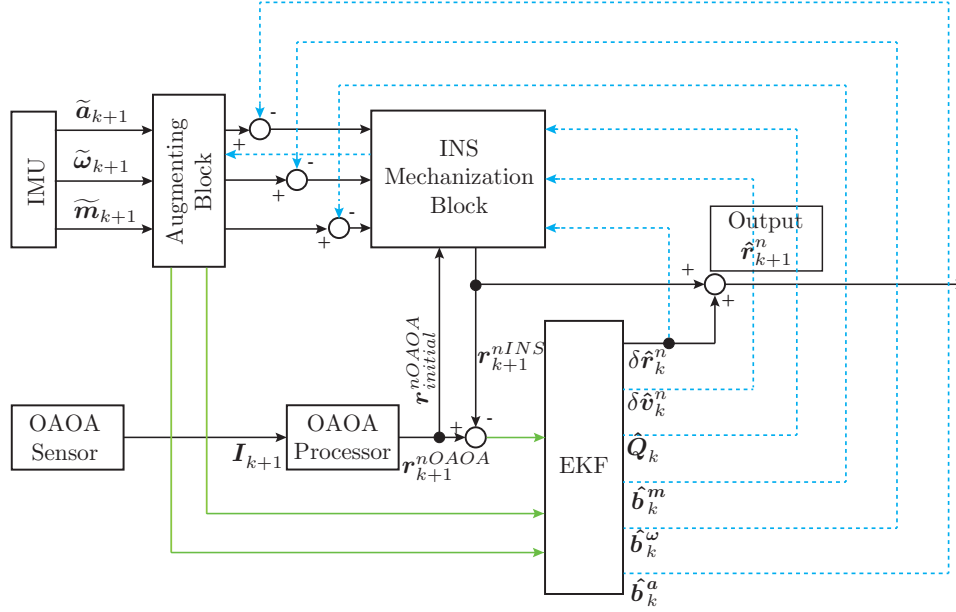 IMU
ã_{k+1}
ω̃_{k+1}
m̃_{k+1}
Augmenting
Block
-
+
-
+
-
+
INS
Mechanization
Block
Output
r̂^n_{k+1}
+
+
r^{nOAOA}_{initial}
r^{nINS}_{k+1}
OAOA
Sensor
I_{k+1}
OAOA
Processor
r^{nOAOA}_{k+1}
+
-
EKF
δr̂^n_k
δv̂^n_k
Q̂_k
b̂^m_k
b̂^ω_k
b̂^a_k